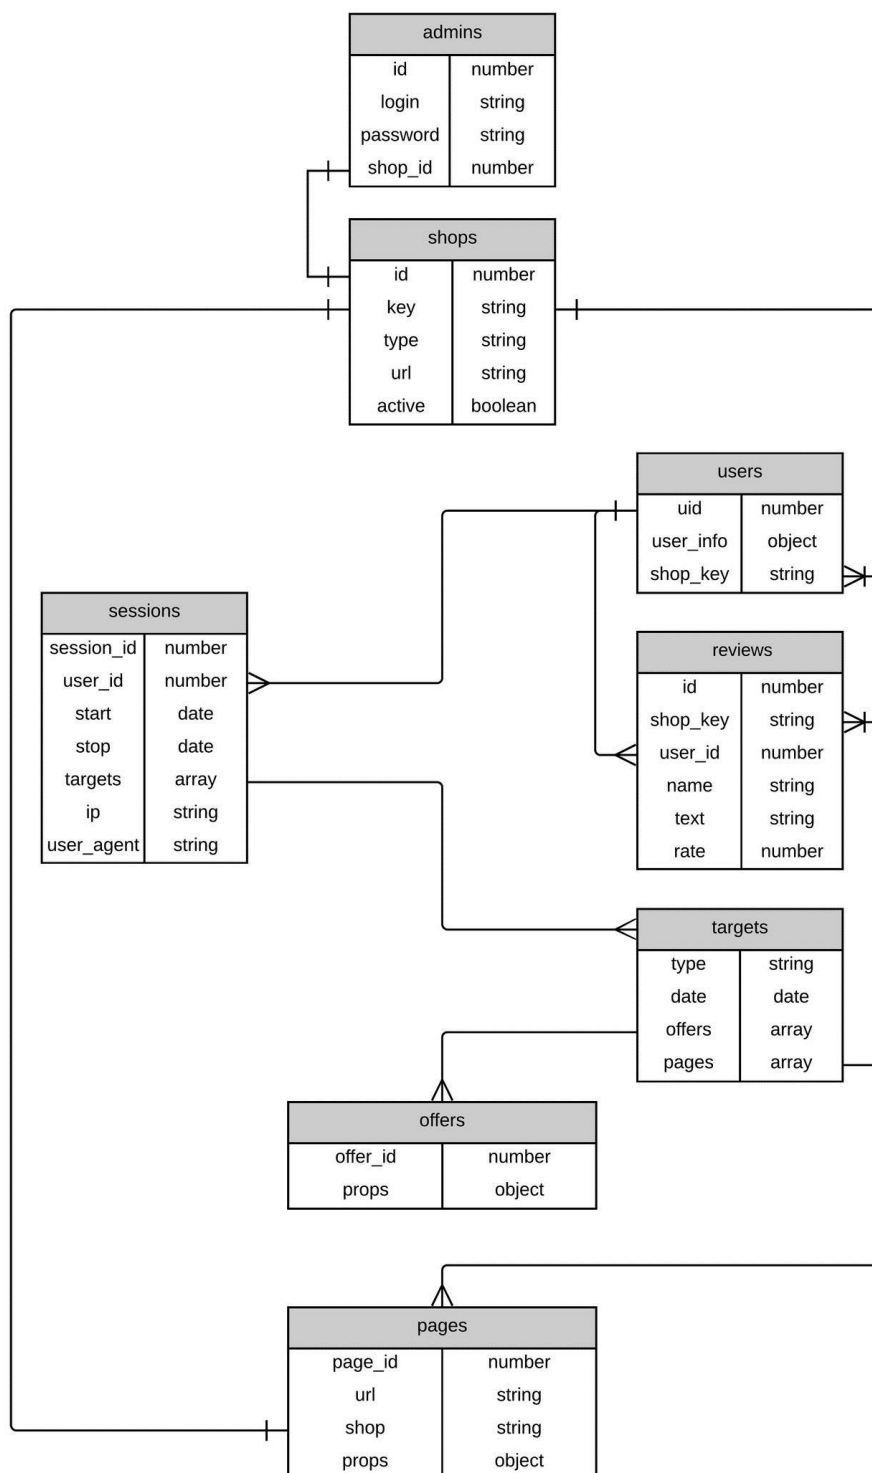 admins
id number
login string
password string
shop_id number
shops
id number
key string
type string
url string
active boolean
users
uid number
user_info object
shop_key string
sessions
session_id number
user_id number
start date
stop date
targets array
ip string
user_agent string
reviews
id number
shop_key string
user_id number
name string
text string
rate number
targets
type string
date date
offers array
pages array
offers
offer_id number
props object
pages
page_id number
url string
shop string
props object